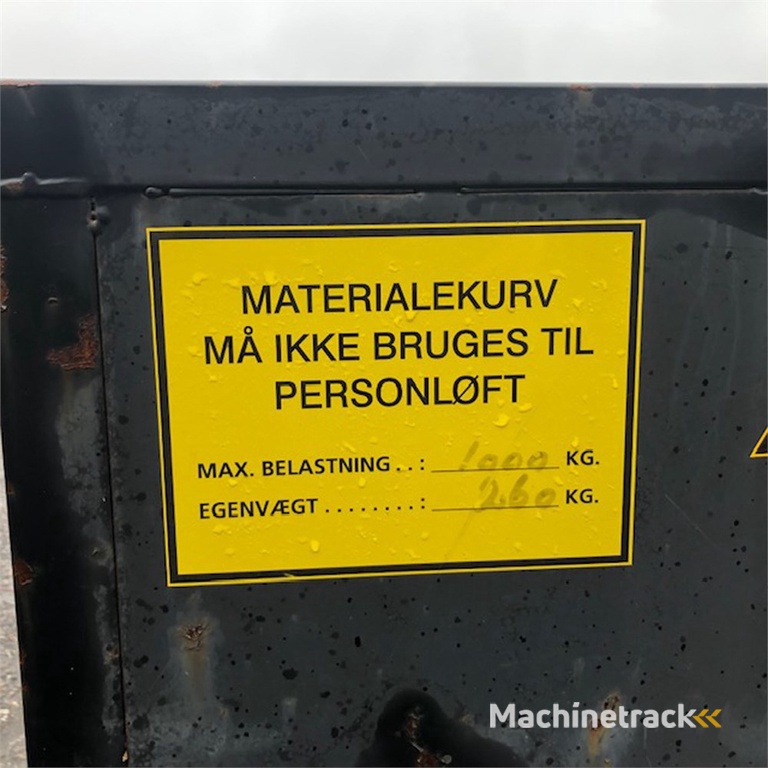 MATERIALEKURV
MÅ IKKE BRUGES TIL
PERSONLØFT
MAX. BELASTNING . . : 1000 KG.
EGENVÆGT . . . . . . . . : 260 KG.
Machinetrack